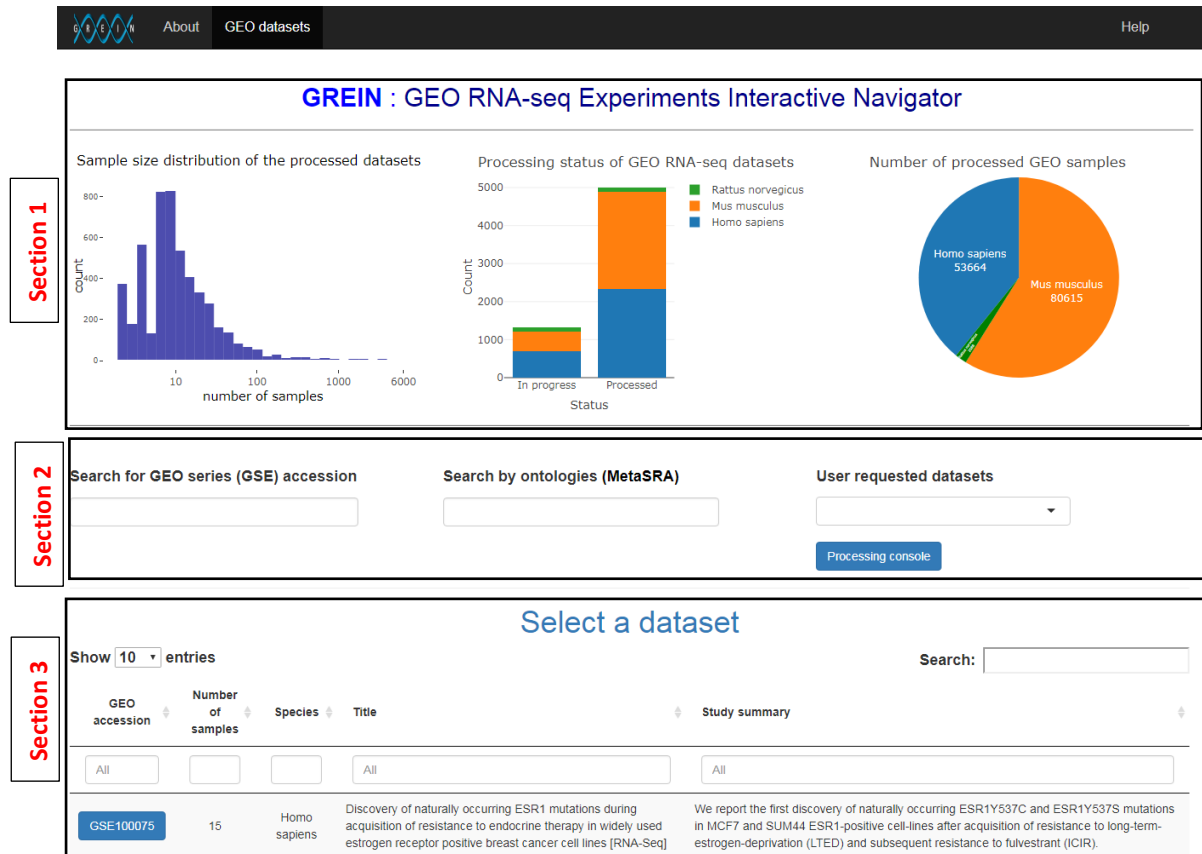 GREIN
About
GEO datasets
Help
Section 1
GREIN : GEO RNA-seq Experiments Interactive Navigator
Sample size distribution of the processed datasets
800
600
400
200
0
count
10
100
1000
6000
number of samples
Processing status of GEO RNA-seq datasets
5000
4000
3000
2000
1000
0
Count
In progress
Processed
Status
Rattus norvegicus
Mus musculus
Homo sapiens
Number of processed GEO samples
Homo sapiens
53664
Mus musculus
80615
Section 2
Search for GEO series (GSE) accession
Search by ontologies (MetaSRA)
User requested datasets
Processing console
Section 3
Select a dataset
Show 10 entries
Search:
GEO
accession
Number
of
samples
Species
Title
Study summary
All
All
All
GSE100075
15
Homo
sapiens
Discovery of naturally occurring ESR1 mutations during
acquisition of resistance to endocrine therapy in widely used
estrogen receptor positive breast cancer cell lines [RNA-Seq]
We report the first discovery of naturally occurring ESR1Y537C and ESR1Y537S mutations
in MCF7 and SUM44 ESR1-positive cell-lines after acquisition of resistance to long-term-
estrogen-deprivation (LTED) and subsequent resistance to fulvestrant (ICIR).